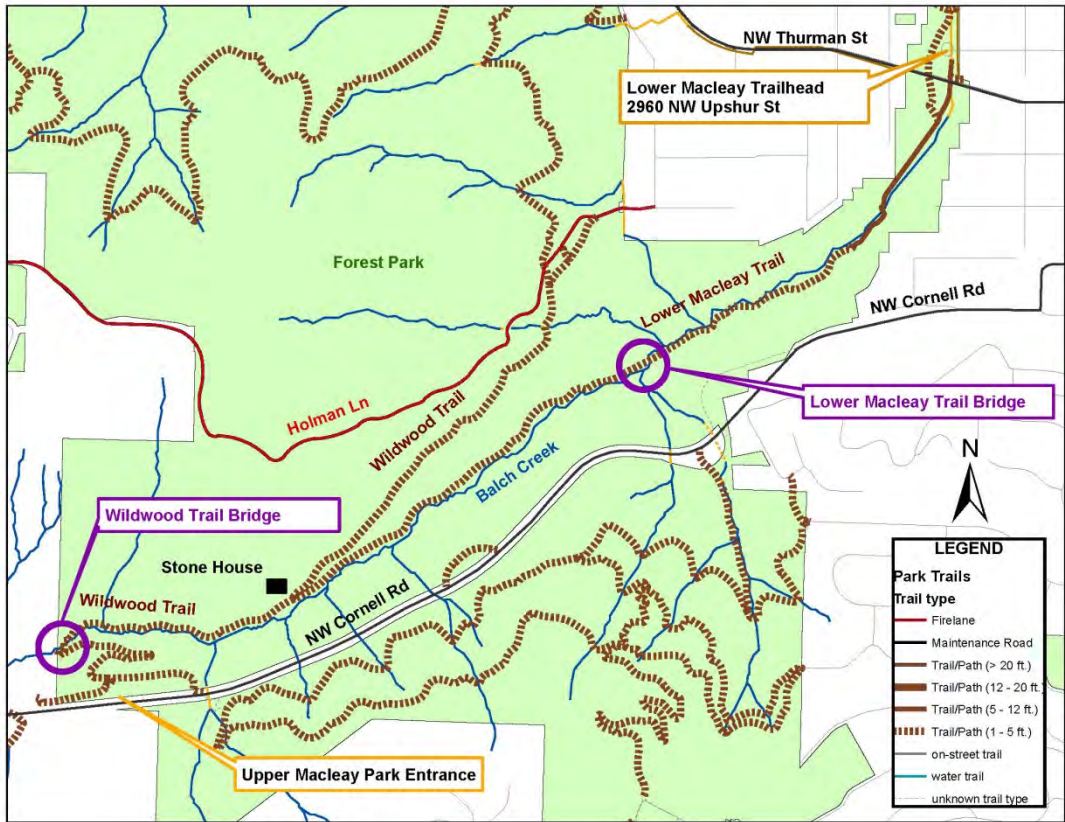 NW Thurman St
Lower Macleay Trailhead
2960 NW Upshur St
Forest Park
Lower Macleay Trail
NW Cornell Rd
Holman Ln
Wildwood Trail
Lower Macleay Trail Bridge
Balch Creek
N
Wildwood Trail Bridge
Stone House
Wildwood Trail
NW Cornell Rd
Upper Macleay Park Entrance
LEGEND
Park Trails
Trail type
Firelane
Maintenance Road
Trail/Path (> 20 ft.)
Trail/Path (12 - 20 ft.)
Trail/Path (5 - 12 ft.)
Trail/Path (1 - 5 ft.)
on-street trail
water trail
unknown trail type